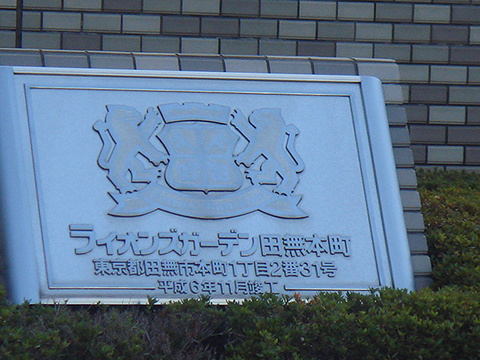 ライオンズガーデン田無本町
東京都田無市本町1丁目2番31号
平成6年11月竣工